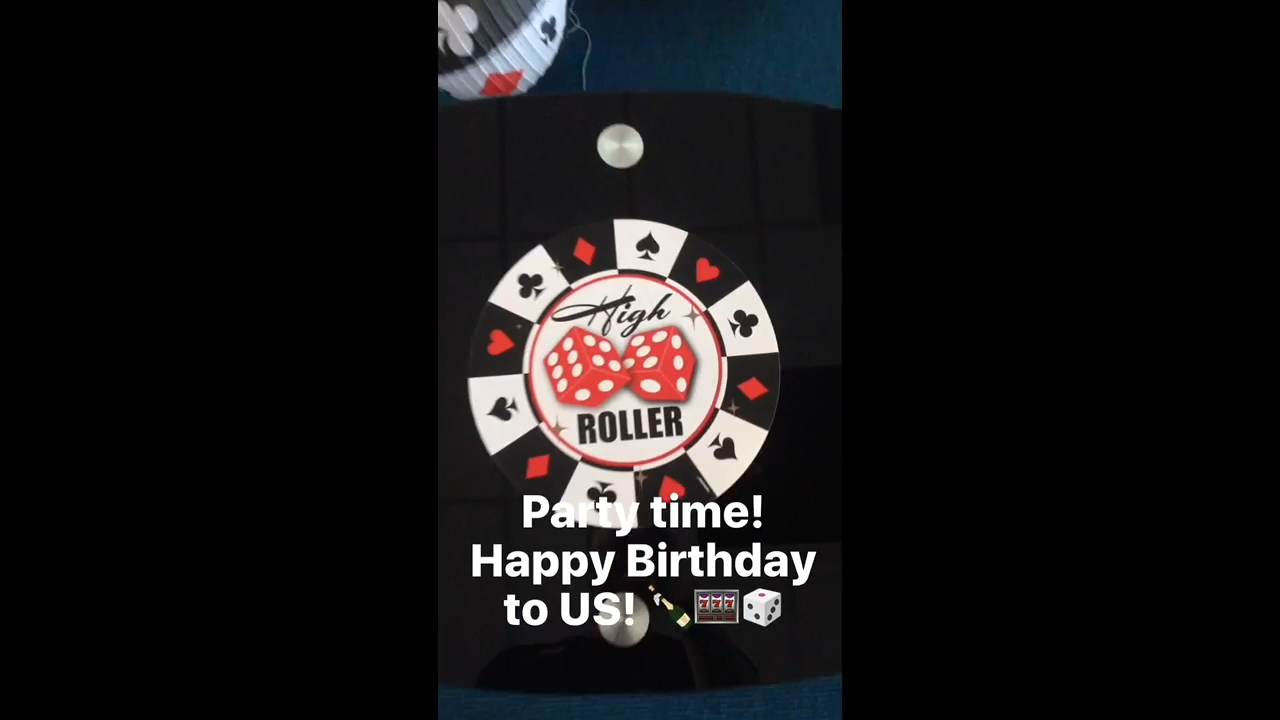 High
ROLLER
Party time!
Happy Birthday
to US! 🍾🎰🎲